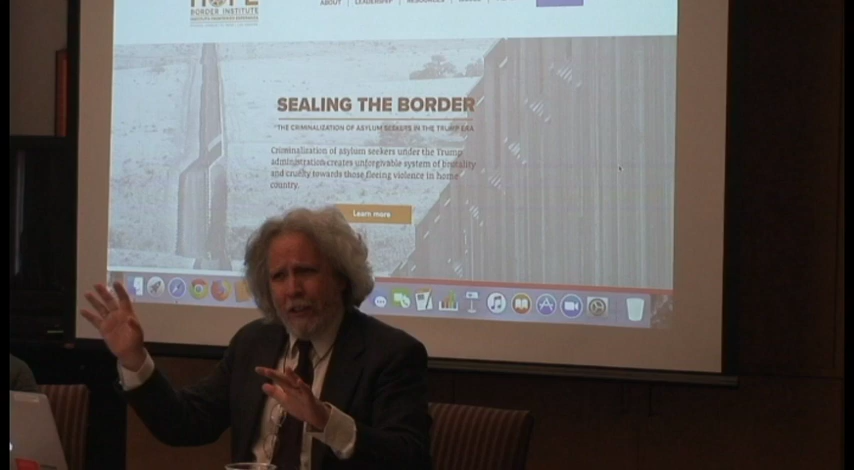 HOPE
BORDER INSTITUTE
ABOUT | LEADERSHIP | RESOURCES
SEALING THE BORDER
THE CRIMINALIZATION OF ASYLUM SEEKERS IN THE TRUMP ERA
Criminalization of asylum seekers under the Trump
administration creates unforgivable system of brutality
and cruelty towards those fleeing violence in home
country.
Learn more